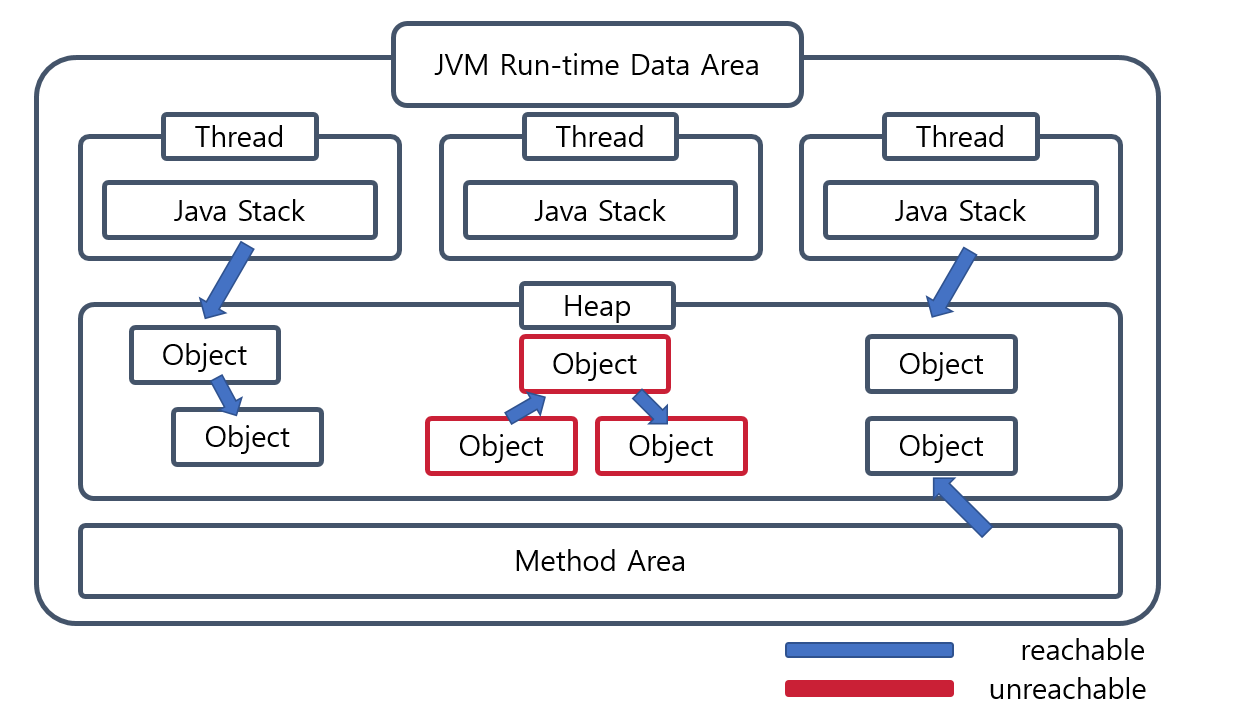 JVM Run-time Data Area
Thread
Thread
Thread
Java Stack
Java Stack
Java Stack
Heap
Object
Object
Object
Object
Object
Object
Object
Method Area
reachable
unreachable